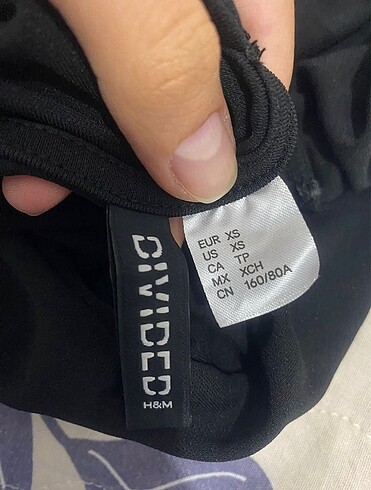 DIVIDED
H&M
EUR XS
US XS
CA TP
MX XCH
CN 160/80A